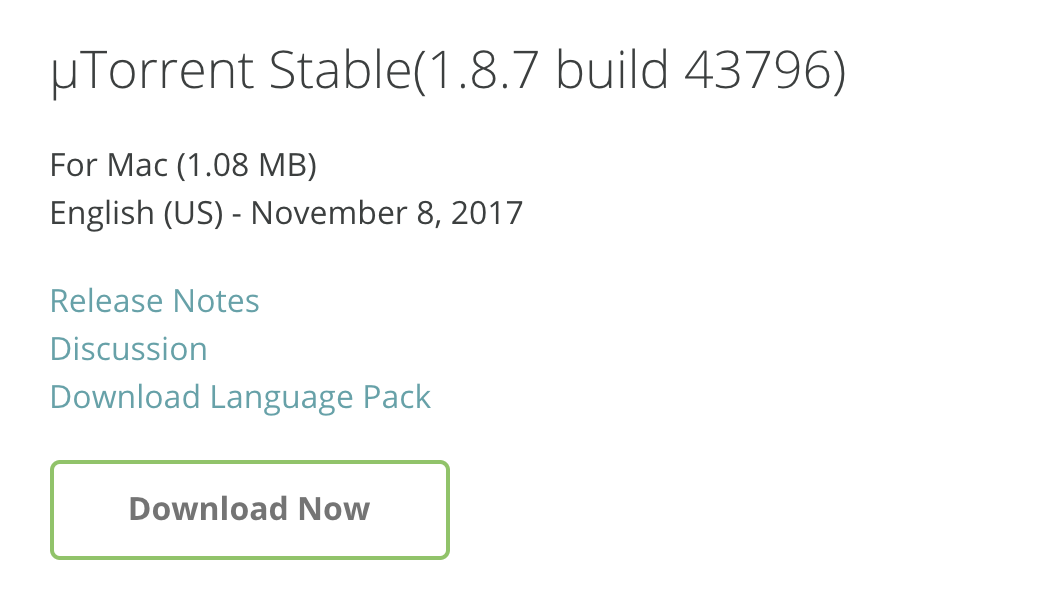 µTorrent Stable(1.8.7 build 43796)
For Mac (1.08 MB)
English (US) - November 8, 2017
Release Notes
Discussion
Download Language Pack
Download Now